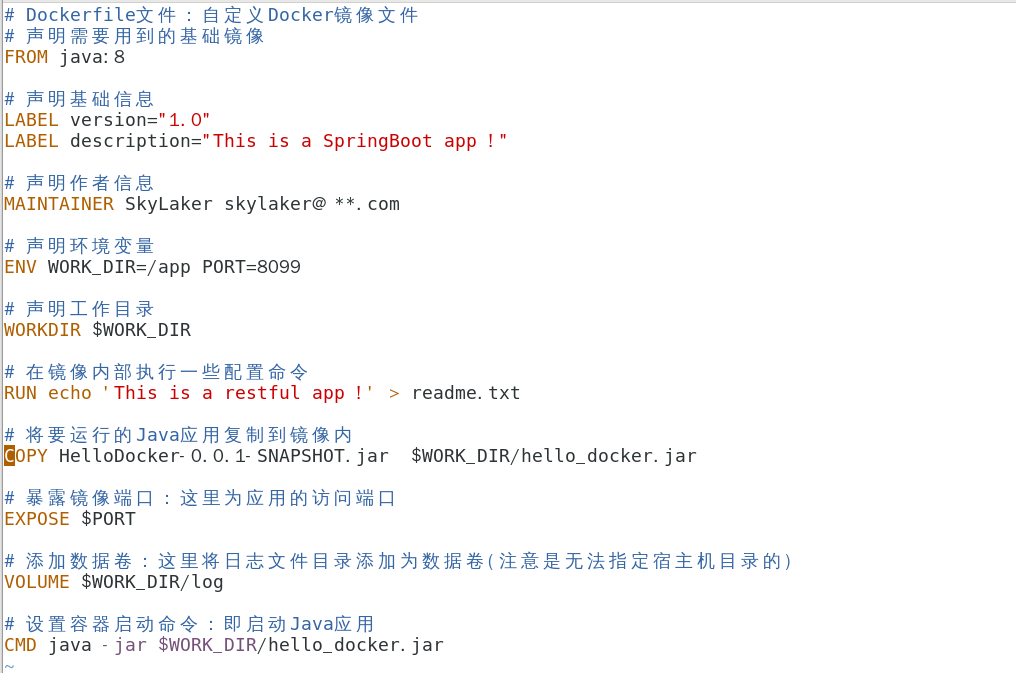 # Dockerfile文件：自定义Docker镜像文件
# 声明需要用到的基础镜像
FROM java:8
# 声明基础信息
LABEL version="1.0"
LABEL description="This is a SpringBoot app！"
# 声明作者信息
MAINTAINER SkyLaker skylaker@**.com
# 声明环境变量
ENV WORK_DIR=/app PORT=8099
# 声明工作目录
WORKDIR $WORK_DIR
# 在镜像内部执行一些配置命令
RUN echo 'This is a restful app！' > readme.txt
# 将要运行的Java应用复制到镜像内
COPY HelloDocker-0.0.1-SNAPSHOT.jar  $WORK_DIR/hello_docker.jar
# 暴露镜像端口：这里为应用的访问端口
EXPOSE $PORT
# 添加数据卷：这里将日志文件目录添加为数据卷(注意是无法指定宿主机目录的)
VOLUME $WORK_DIR/log
# 设置容器启动命令：即启动Java应用
CMD java -jar $WORK_DIR/hello_docker.jar
~